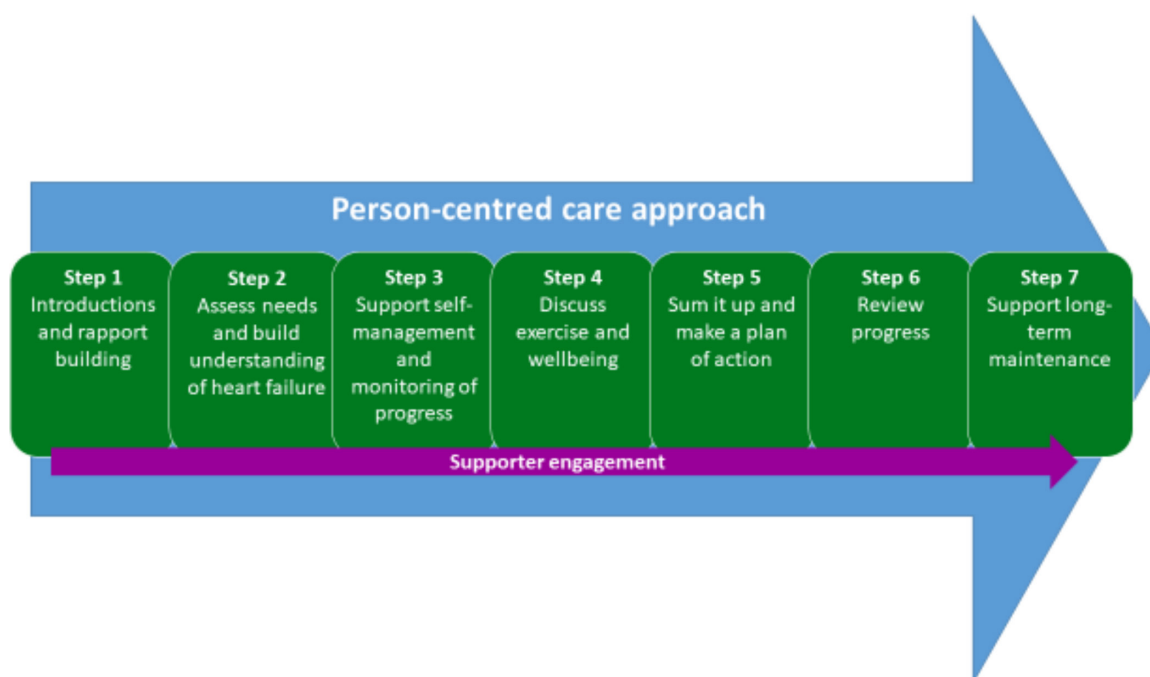 Person-centred care approach
Step 1
Introductions
and rapport
building
Step 2
Assess needs
and build
understanding
of heart failure
Step 3
Support self-
management
and
monitoring of
progress
Step 4
Discuss
exercise and
wellbeing
Step 5
Sum it up and
make a plan
of action
Step 6
Review
progress
Step 7
Support long-
term
maintenance
Supporter engagement